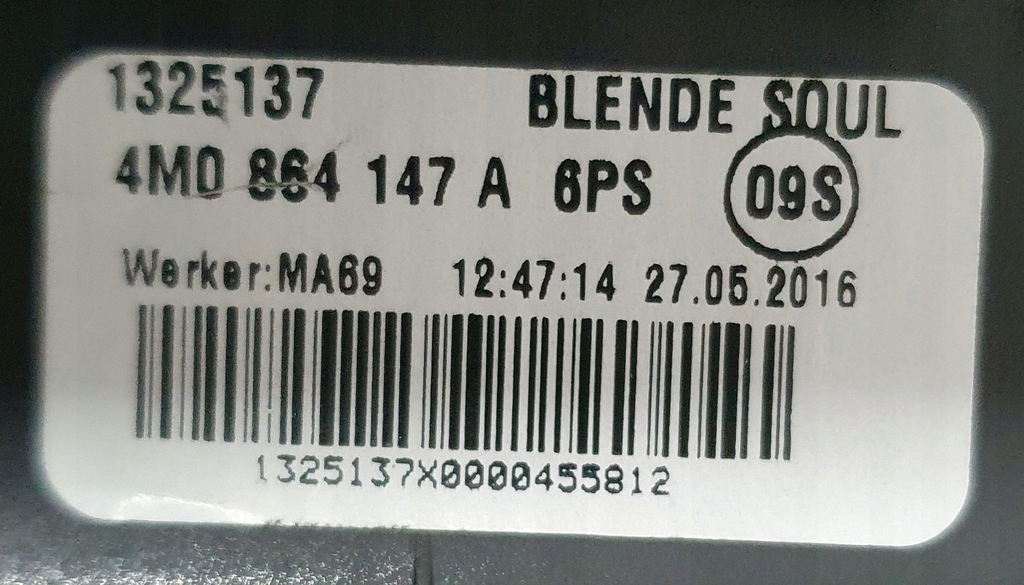 1325137 BLENDE SOUL
4M0 864 147 A 6PS 09S
Werker:MA69 12:47:14 27.05.2016
1325137X0000455812